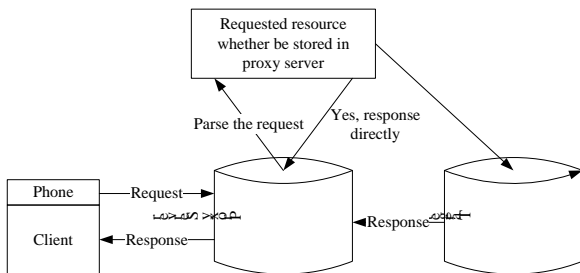 Requested resource
whether be stored in
proxy server
Parse the request
Yes, response
directly
Phone
Request
Client
Response
Response